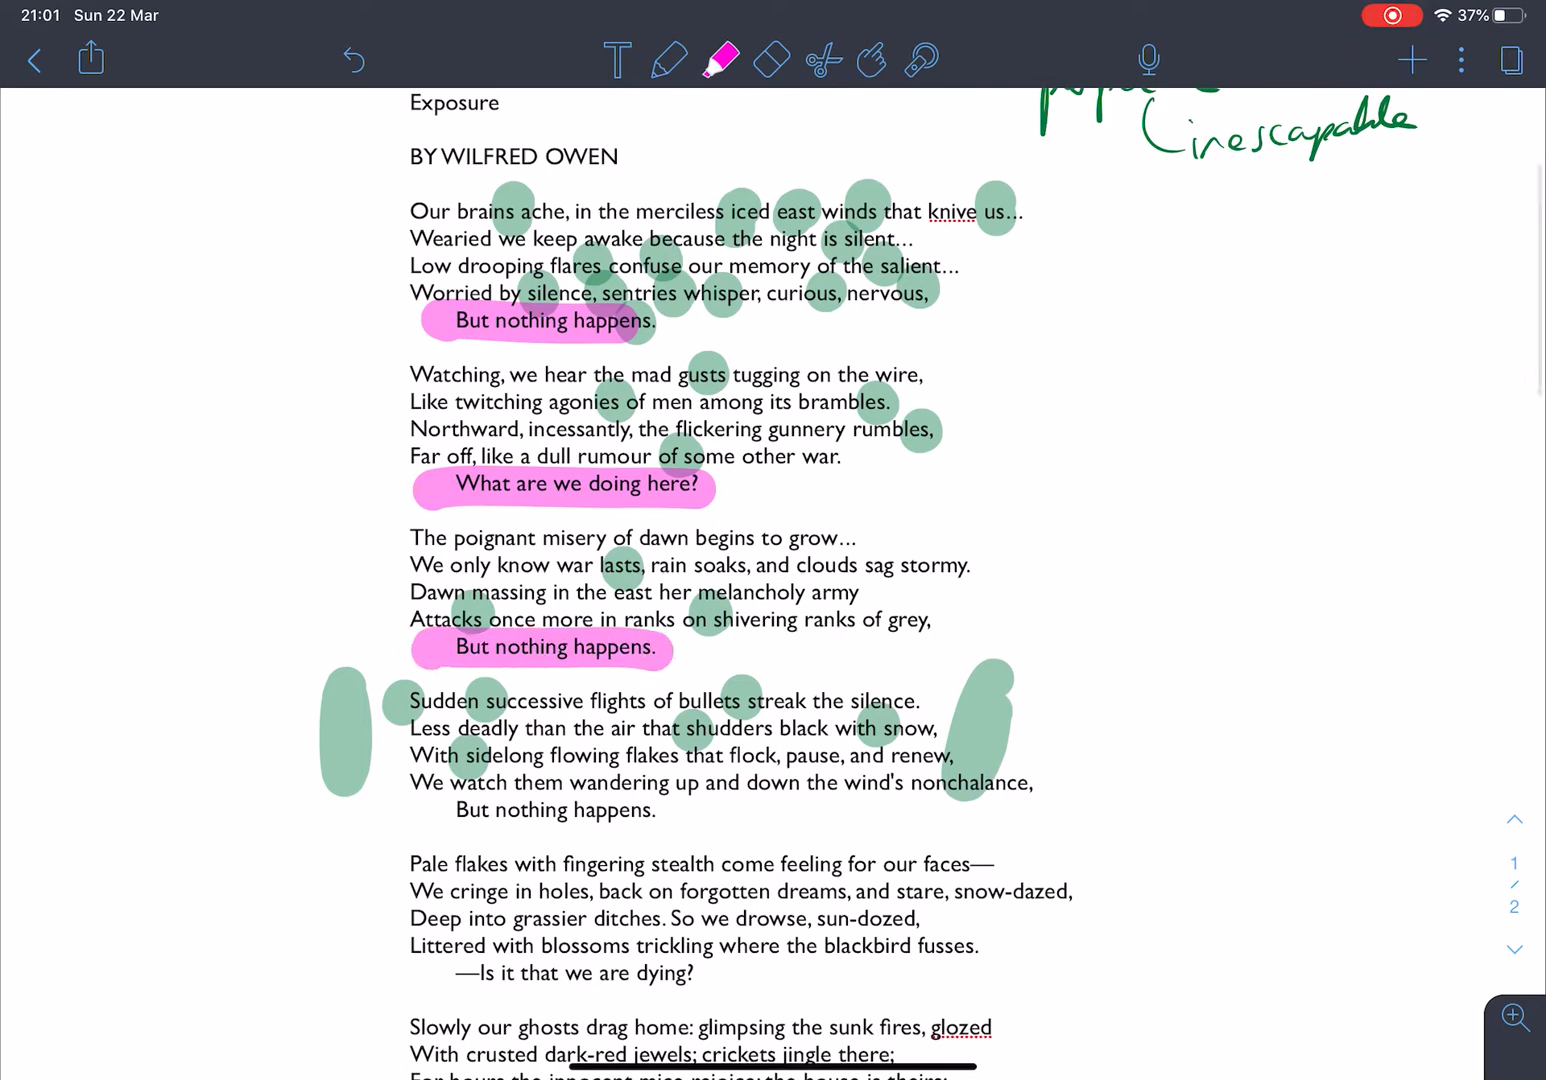 21:01 Sun 22 Mar
37%
Exposure
inescapable
BY WILFRED OWEN
Our brains ache, in the merciless iced east winds that knive us...
Wearied we keep awake because the night is silent...
Low drooping flares confuse our memory of the salient...
Worried by silence, sentries whisper, curious, nervous,
But nothing happens.
Watching, we hear the mad gusts tugging on the wire,
Like twitching agonies of men among its brambles.
Northward, incessantly, the flickering gunnery rumbles,
Far off, like a dull rumour of some other war.
What are we doing here?
The poignant misery of dawn begins to grow...
We only know war lasts, rain soaks, and clouds sag stormy.
Dawn massing in the east her melancholy army
Attacks once more in ranks on shivering ranks of grey,
But nothing happens.
Sudden successive flights of bullets streak the silence.
Less deadly than the air that shudders black with snow,
With sidelong flowing flakes that flock, pause, and renew,
We watch them wandering up and down the wind's nonchalance,
But nothing happens.
Pale flakes with fingering stealth come feeling for our faces—
We cringe in holes, back on forgotten dreams, and stare, snow-dazed,
Deep into grassier ditches. So we drowse, sun-dozed,
Littered with blossoms trickling where the blackbird fusses.
—Is it that we are dying?
Slowly our ghosts drag home: glimpsing the sunk fires, glozed
With crusted dark-red jewels; crickets jingle there;
For hours the innocent mice rejoice: the house is theirs;
1
/
2